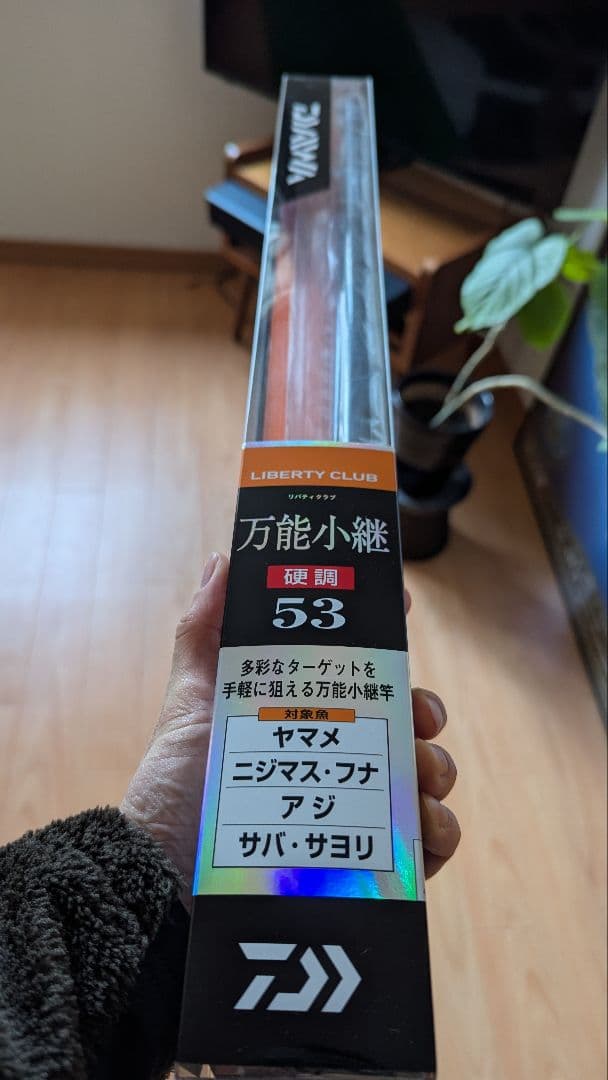 DAIWA
LIBERTY CLUB
リバティクラブ
万能小継
硬調
53
多彩なターゲットを
手軽に狙える万能小継竿
対象魚
ヤマメ
ニジマス・フナ
アジ
サバ・サヨリ